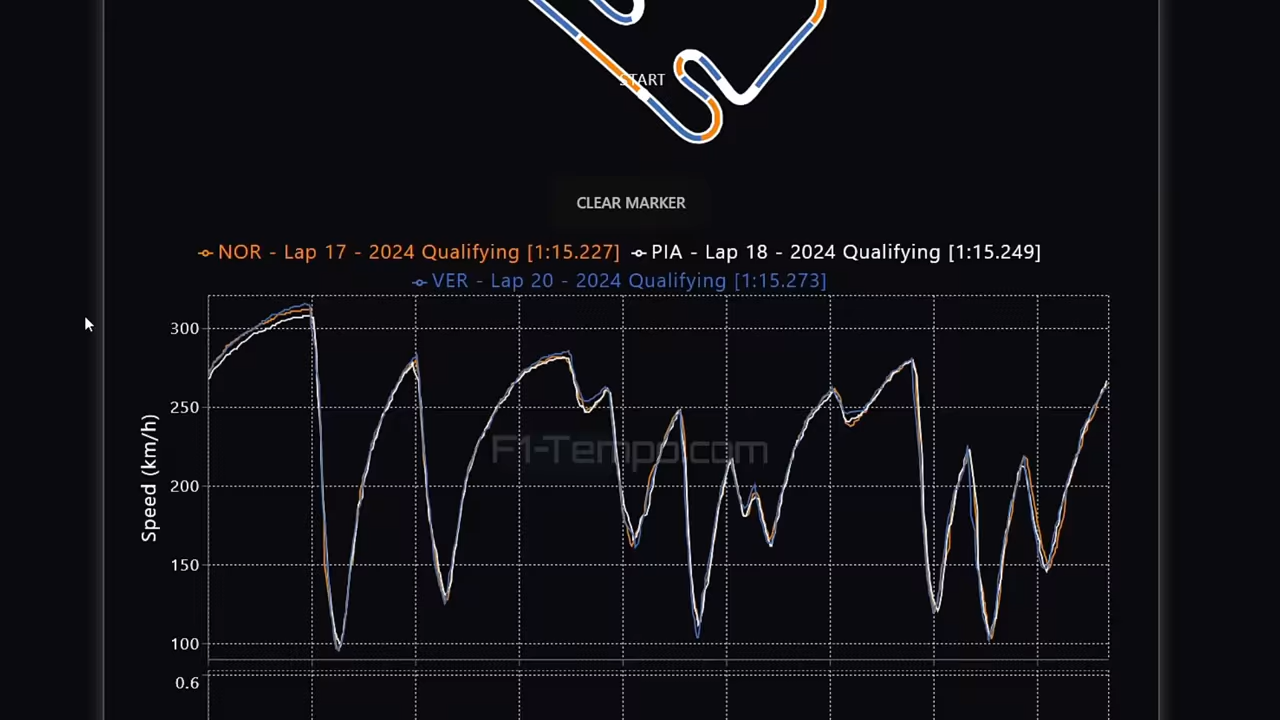 START
CLEAR MARKER
NOR - Lap 17 - 2024 Qualifying [1:15.227] PIA - Lap 18 - 2024 Qualifying [1:15.249]
VER - Lap 20 - 2024 Qualifying [1:15.273]
300
250
F1-Tempo.com
200
150
100
Speed (km/h)
0.6